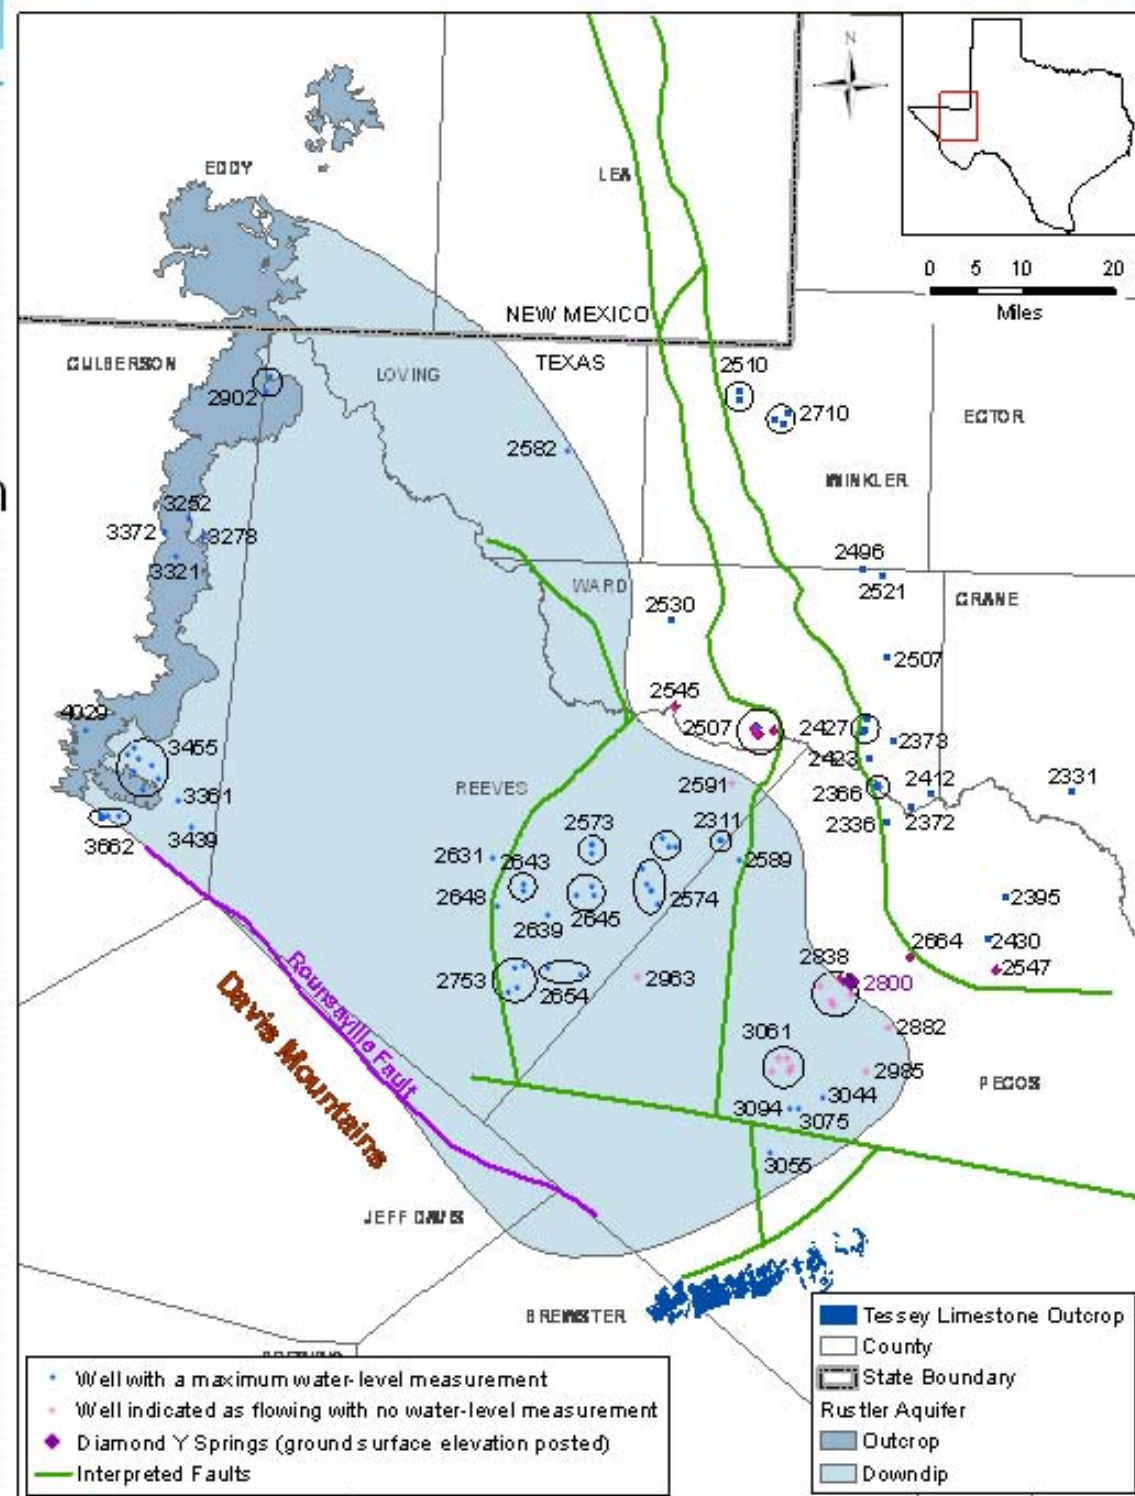 N
EDDY
LEA
0 5 10 20
Miles
NEW MEXICO
TEXAS
CULBERSON
LOVING
2510
2902
2710
ECTOR
2582
WINKLER
3252
3372
3278
3321
2496
2521
WARD
CRANE
2530
2507
2545
4029
2507
2427
3455
2373
2423
REEVES
2591
2412
2331
3361
2366
2573
2311
2336
2372
3662
3439
2631
2643
2589
2648
2574
2395
2639
2645
2664
2430
2838
2547
2753
2654
2963
2800
Rounsaville Fault
Davis Mountains
2882
3061
2985
PECOS
3044
3094
3075
3055
JEFF DAVIS
BREWSTER
Tessey Limestone Outcrop
County
State Boundary
Rustler Aquifer
Outcrop
Downdip
Well with a maximum water-level measurement
Well indicated as flowing with no water-level measurement
Diamond Y Springs (ground surface elevation posted)
Interpreted Faults